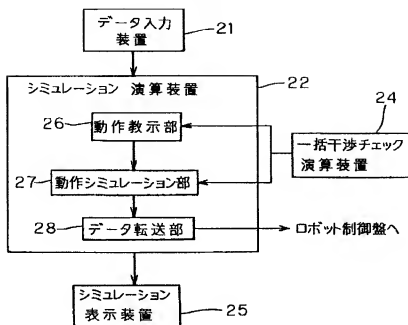 データ入力
装置
21
シミュレーション 演算装置
22
26
動作教示部
24
一括干渉チェック
演算装置
27
動作シミュレーション部
28
データ転送部
ロボット制御盤へ
シミュレーション
表示装置
25